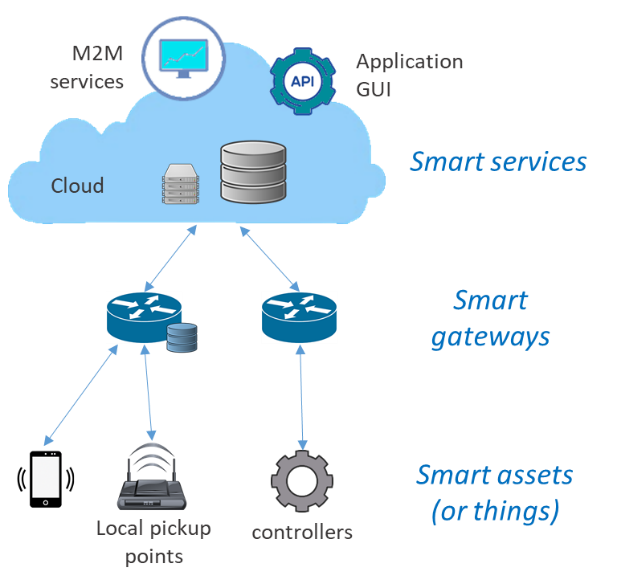 M2M
services
API
Application
GUI
Smart services
Cloud
Smart
gateways
Smart assets
(or things)
Local pickup
points
controllers